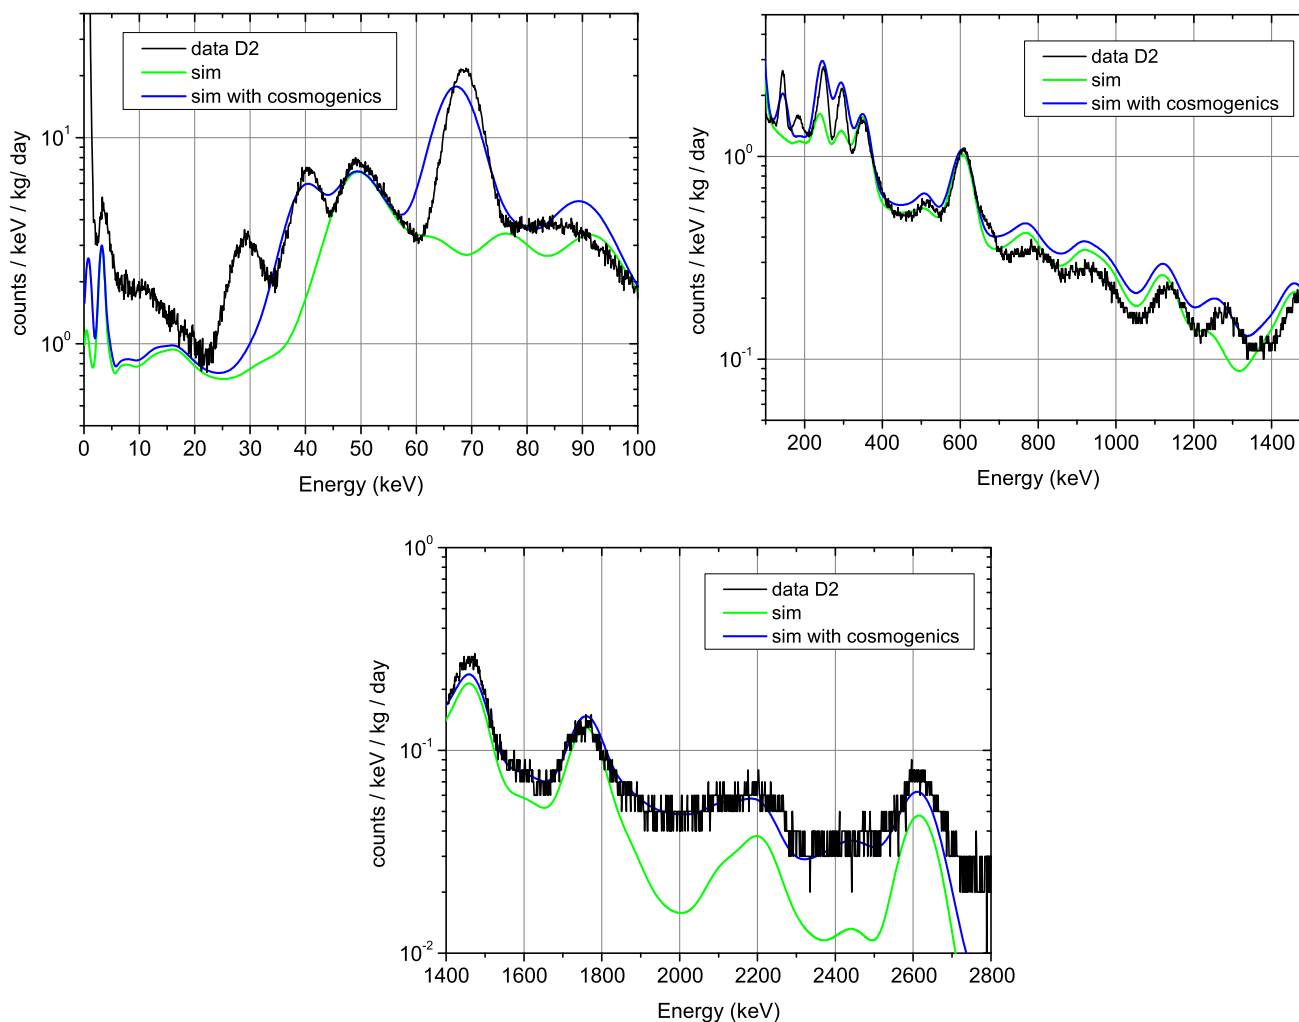 data D2
sim
sim with cosmogenics
10^1
10^0
counts / keV / kg/ day
0 10 20 30 40 50 60 70 80 90 100
Energy (keV)
data D2
sim
sim with cosmogenics
10^0
10^-1
counts / keV / kg / day
200 400 600 800 1000 1200 1400
Energy (keV)
10^0
data D2
sim
sim with cosmogenics
10^-1
10^-2
counts / keV / kg / day
1400 1600 1800 2000 2200 2400 2600 2800
Energy (keV)